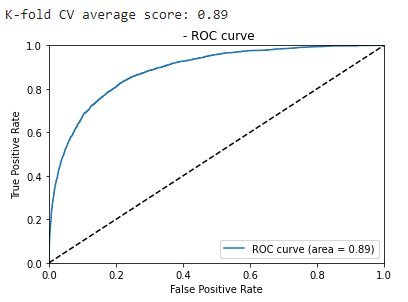 K-fold CV average score: 0.89
- ROC curve
1.0
0.8
0.6
0.4
0.2
0.0
True Positive Rate
ROC curve (area = 0.89)
0.0 0.2 0.4 0.6 0.8 1.0
False Positive Rate